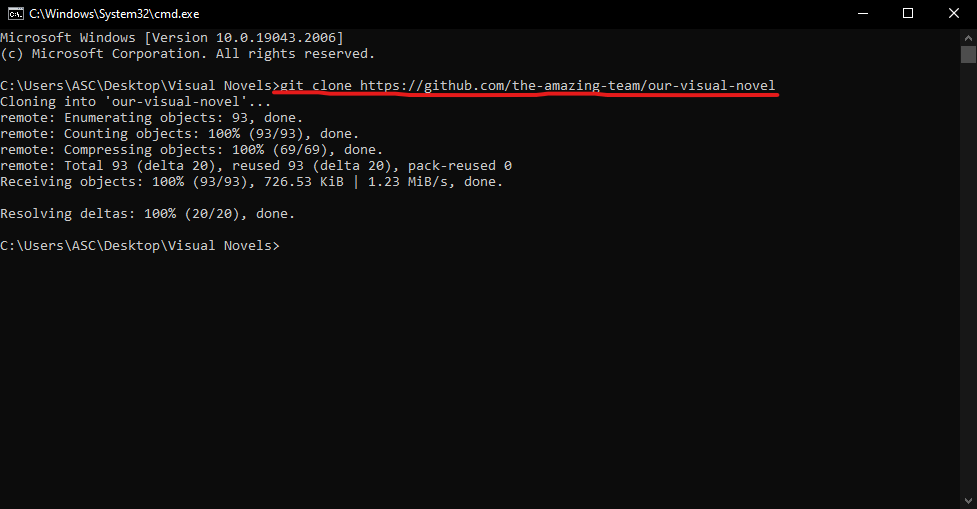 C:\Windows\System32\cmd.exe
Microsoft Windows [Version 10.0.19043.2006]
(c) Microsoft Corporation. All rights reserved.
C:\Users\ASC\Desktop\Visual Novels>git clone https://github.com/the-amazing-team/our-visual-novel
Cloning into 'our-visual-novel'...
remote: Enumerating objects: 93, done.
remote: Counting objects: 100% (93/93), done.
remote: Compressing objects: 100% (69/69), done.
remote: Total 93 (delta 20), reused 93 (delta 20), pack-reused 0
Receiving objects: 100% (93/93), 726.53 KiB | 1.23 MiB/s, done.
Resolving deltas: 100% (20/20), done.
C:\Users\ASC\Desktop\Visual Novels>